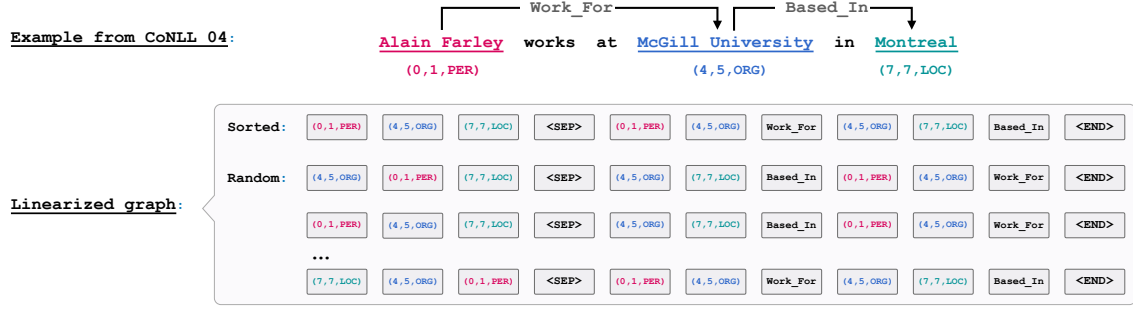 Work_For Based_In
Example from CoNLL 04: Alain Farley works at McGill University in Montreal
(0,1,PER) (4,5,ORG) (7,7,LOC)
Sorted: (0,1,PER) (4,5,ORG) (7,7,LOC) <SEP> (0,1,PER) (4,5,ORG) Work_For (4,5,ORG) (7,7,LOC) Based_In <END>
Random: (4,5,ORG) (0,1,PER) (7,7,LOC) <SEP> (4,5,ORG) (7,7,LOC) Based_In (0,1,PER) (4,5,ORG) Work_For <END>
Linearized graph:
(0,1,PER) (4,5,ORG) (7,7,LOC) <SEP> (4,5,ORG) (7,7,LOC) Based_In (0,1,PER) (4,5,ORG) Work_For <END>
...
(7,7,LOC) (4,5,ORG) (0,1,PER) <SEP> (0,1,PER) (4,5,ORG) Work_For (4,5,ORG) (7,7,LOC) Based_In <END>